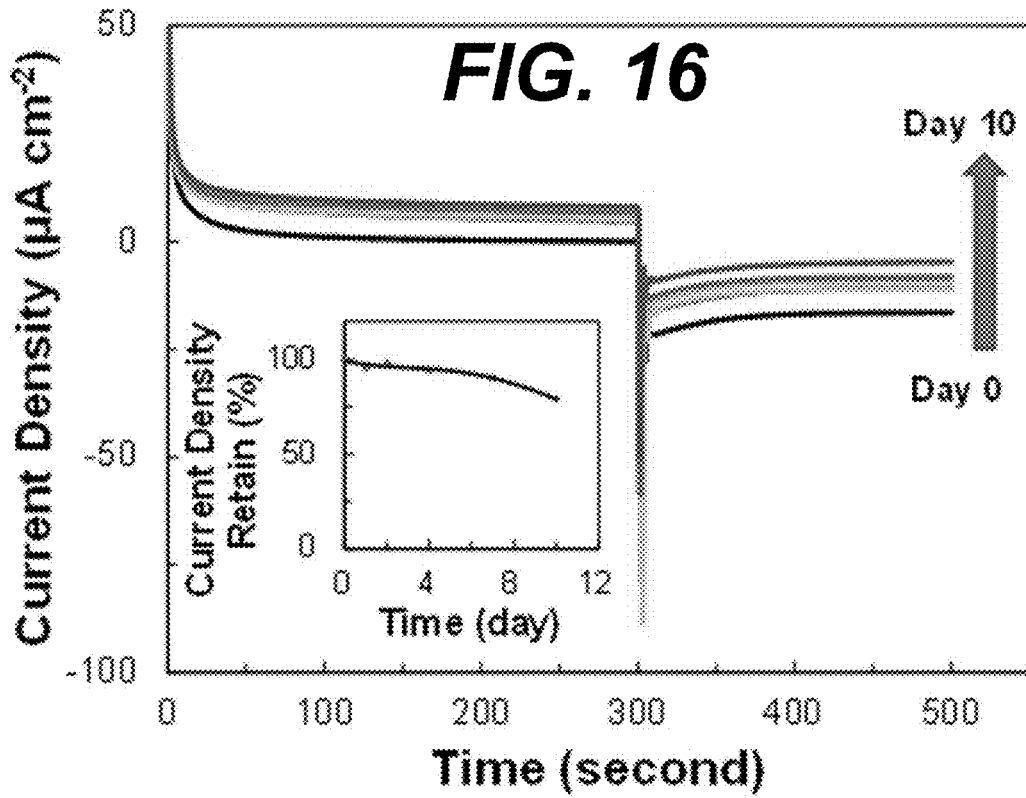 FIG. 16
Current Density (µA cm-2)
50
0
-50
-100
0
100
200
300
400
500
Time (second)
Day 10
Day 0
Current Density
Retain (%)
100
50
0
0
4
8
12
Time (day)